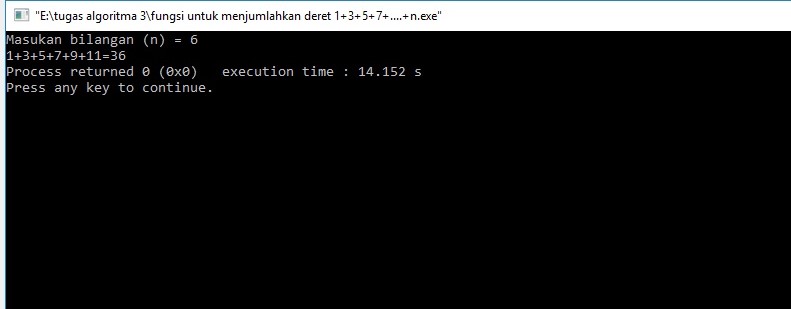 "E:\tugas algoritma 3\fungsi untuk menjumlahkan deret 1+3+5+7+....+n.exe"
Masukan bilangan (n) = 6
1+3+5+7+9+11=36
Process returned 0 (0x0)   execution time : 14.152 s
Press any key to continue.